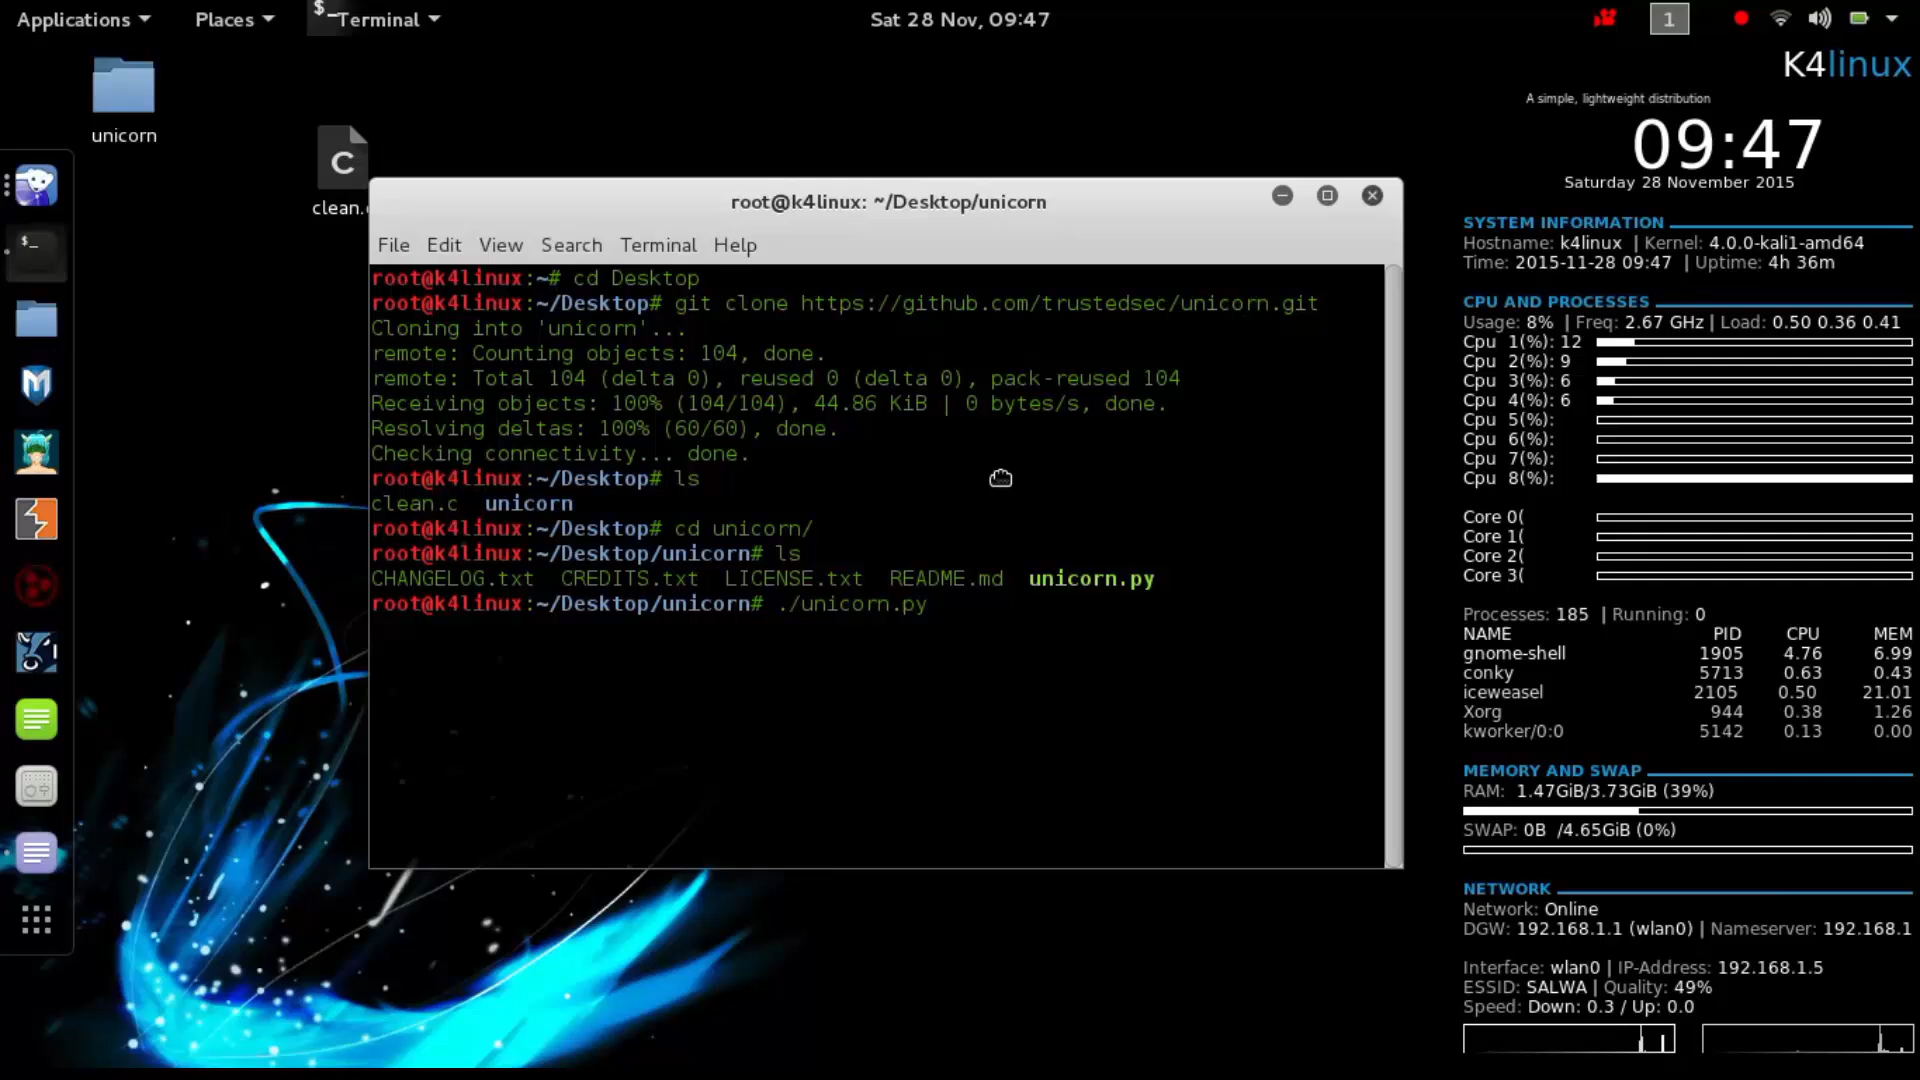 Applications Places Terminal Sat 28 Nov, 09:47 1
unicorn
C
clean.
root@k4linux: ~/Desktop/unicorn
File Edit View Search Terminal Help
root@k4linux:~# cd Desktop
root@k4linux:~/Desktop# git clone https://github.com/trustedsec/unicorn.git
Cloning into 'unicorn'...
remote: Counting objects: 104, done.
remote: Total 104 (delta 0), reused 0 (delta 0), pack-reused 104
Receiving objects: 100% (104/104), 44.86 KiB | 0 bytes/s, done.
Resolving deltas: 100% (60/60), done.
Checking connectivity... done.
root@k4linux:~/Desktop# ls
clean.c unicorn
root@k4linux:~/Desktop# cd unicorn/
root@k4linux:~/Desktop/unicorn# ls
CHANGELOG.txt CREDITS.txt LICENSE.txt README.md unicorn.py
root@k4linux:~/Desktop/unicorn# ./unicorn.py
K4linux
A simple, lightweight distribution
09:47
Saturday 28 November 2015
SYSTEM INFORMATION
Hostname: k4linux | Kernel: 4.0.0-kali1-amd64
Time: 2015-11-28 09:47 | Uptime: 4h 36m
CPU AND PROCESSES
Usage: 8% | Freq: 2.67 GHz | Load: 0.50 0.36 0.41
Cpu 1(%): 12
Cpu 2(%): 9
Cpu 3(%): 6
Cpu 4(%): 6
Cpu 5(%):
Cpu 6(%):
Cpu 7(%):
Cpu 8(%):
Core 0(
Core 1(
Core 2(
Core 3(
Processes: 185 | Running: 0
NAME PID CPU MEM
gnome-shell 1905 4.76 6.99
conky 5713 0.63 0.43
iceweasel 2105 0.50 21.01
Xorg 944 0.38 1.26
kworker/0:0 5142 0.13 0.00
MEMORY AND SWAP
RAM: 1.47GiB/3.73GiB (39%)
SWAP: 0B /4.65GiB (0%)
NETWORK
Network: Online
DGW: 192.168.1.1 (wlan0) | Nameserver: 192.168.1
Interface: wlan0 | IP-Address: 192.168.1.5
ESSID: SALWA | Quality: 49%
Speed: Down: 0.3 / Up: 0.0